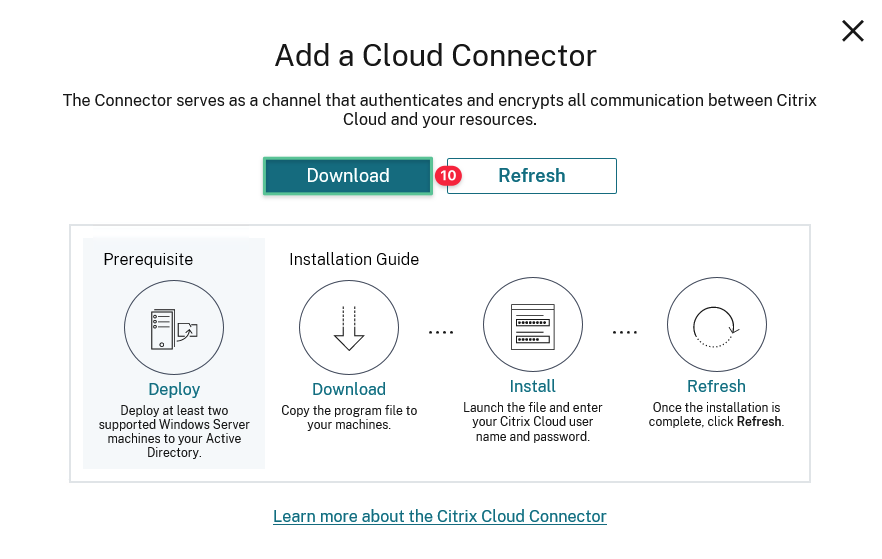 Add a Cloud Connector
The Connector serves as a channel that authenticates and encrypts all communication between Citrix
Cloud and your resources.
Download
10
Refresh
Prerequisite
Deploy
Deploy at least two
supported Windows Server
machines to your Active
Directory.
Installation Guide
Download
Copy the program file to
your machines.
Install
Launch the file and enter
your Citrix Cloud user
name and password.
Refresh
Once the installation is
complete, click Refresh.
Learn more about the Citrix Cloud Connector